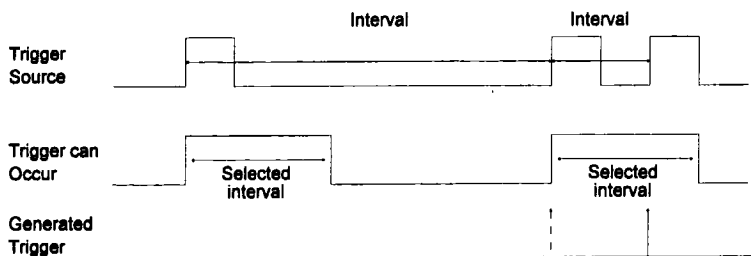 Interval
Interval
Trigger
Source
Trigger can
Occur
Selected
interval
Selected
interval
Generated
Trigger